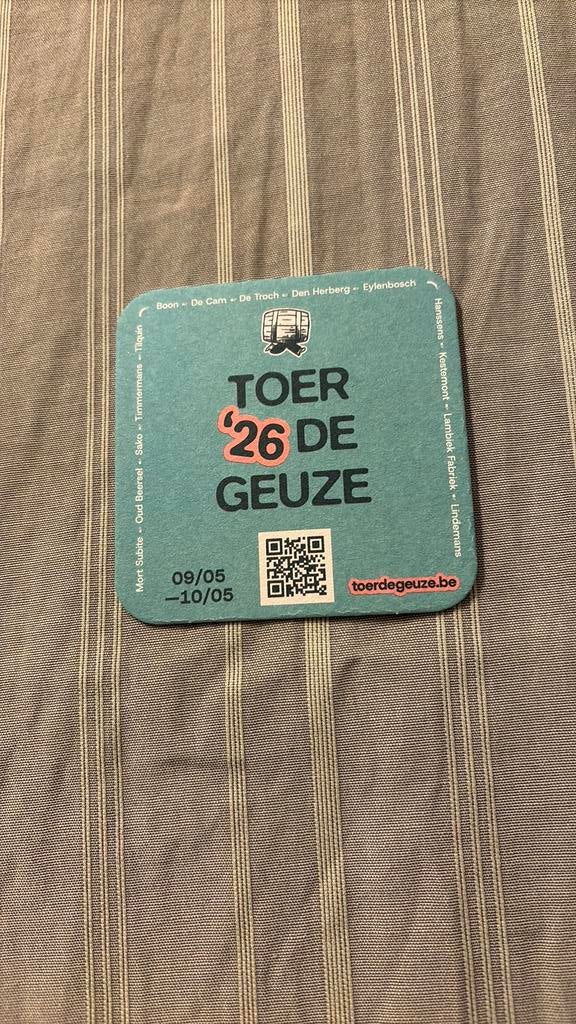 Boon ~ De Cam ~ De Troch ~ Den Herberg ~ Eylenbosch
Hanssens ~ Kestemont ~ Lambiek Fabriek ~ Lindemans
Mort Subite ~ Oud Beersel ~ Sako ~ Timmermans ~ Tilquin
TOER
'26 DE
GEUZE
09/05
—10/05
toerdegeuze.be